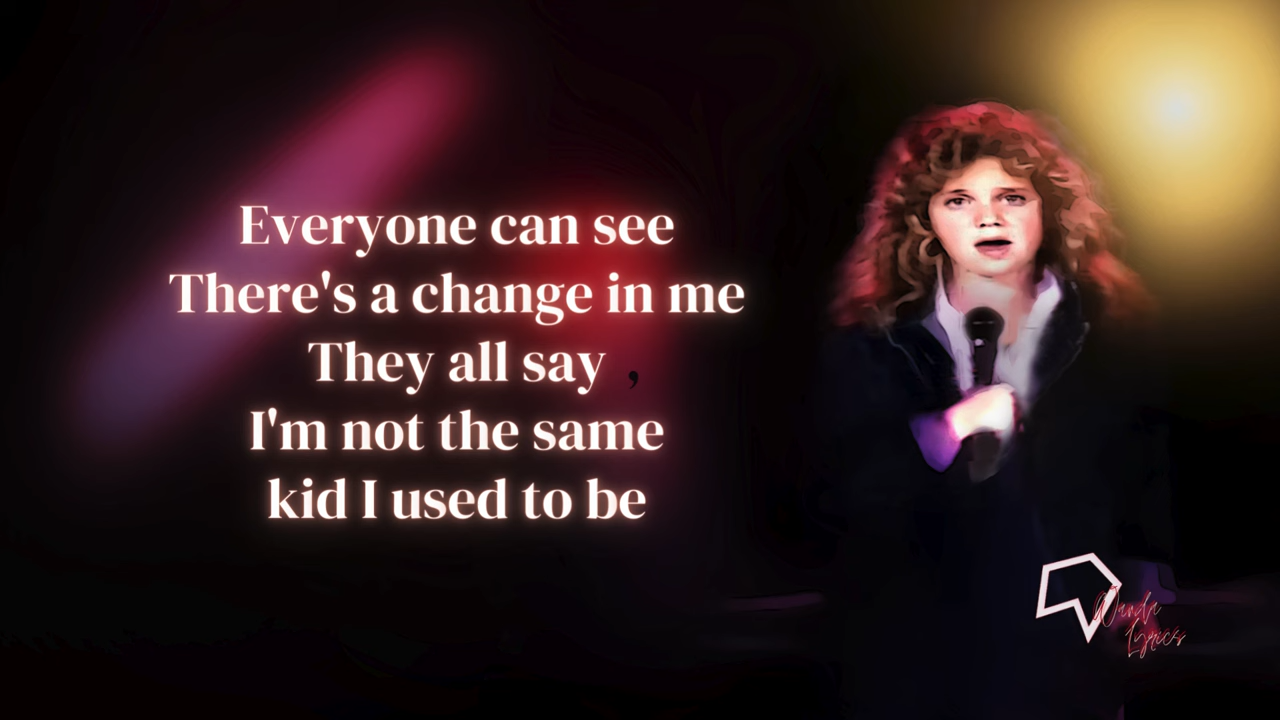 Everyone can see
There's a change in me
They all say ,
I'm not the same
kid I used to be
Wanda
Lyrics